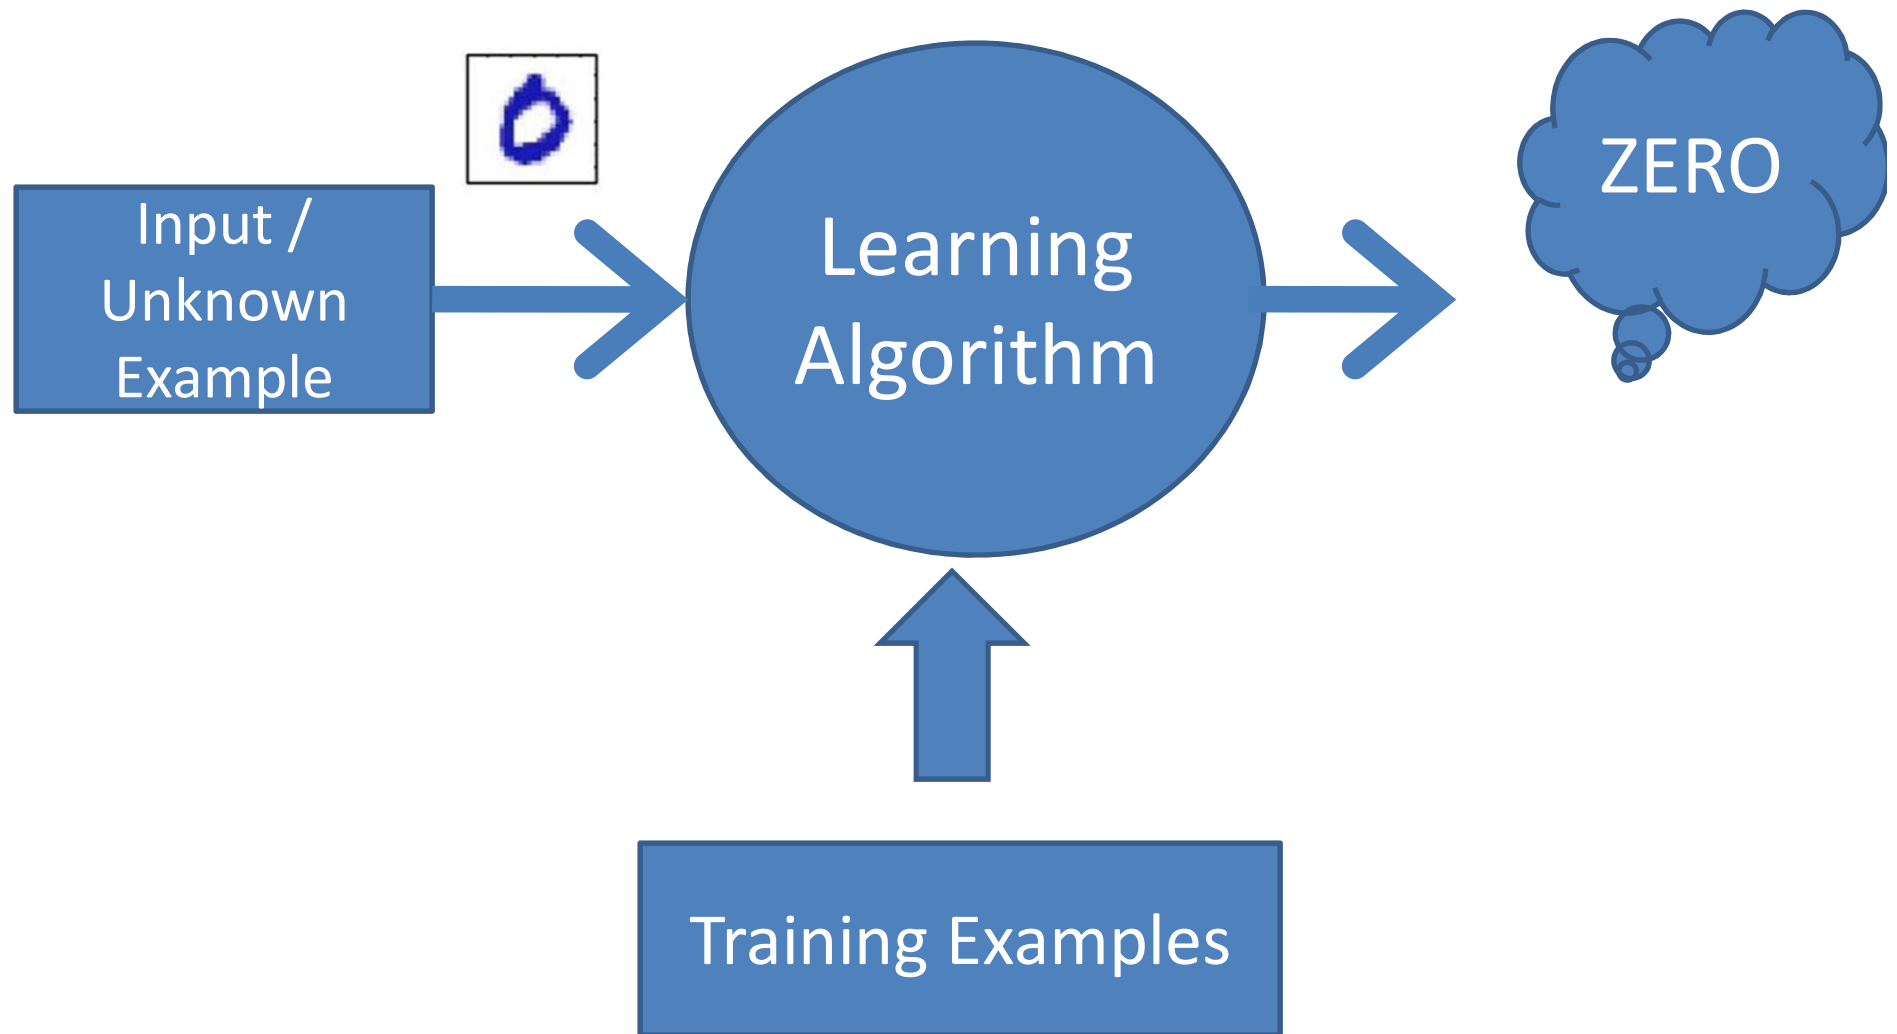 Input /
Unknown
Example
0
Learning
Algorithm
ZERO
Training Examples